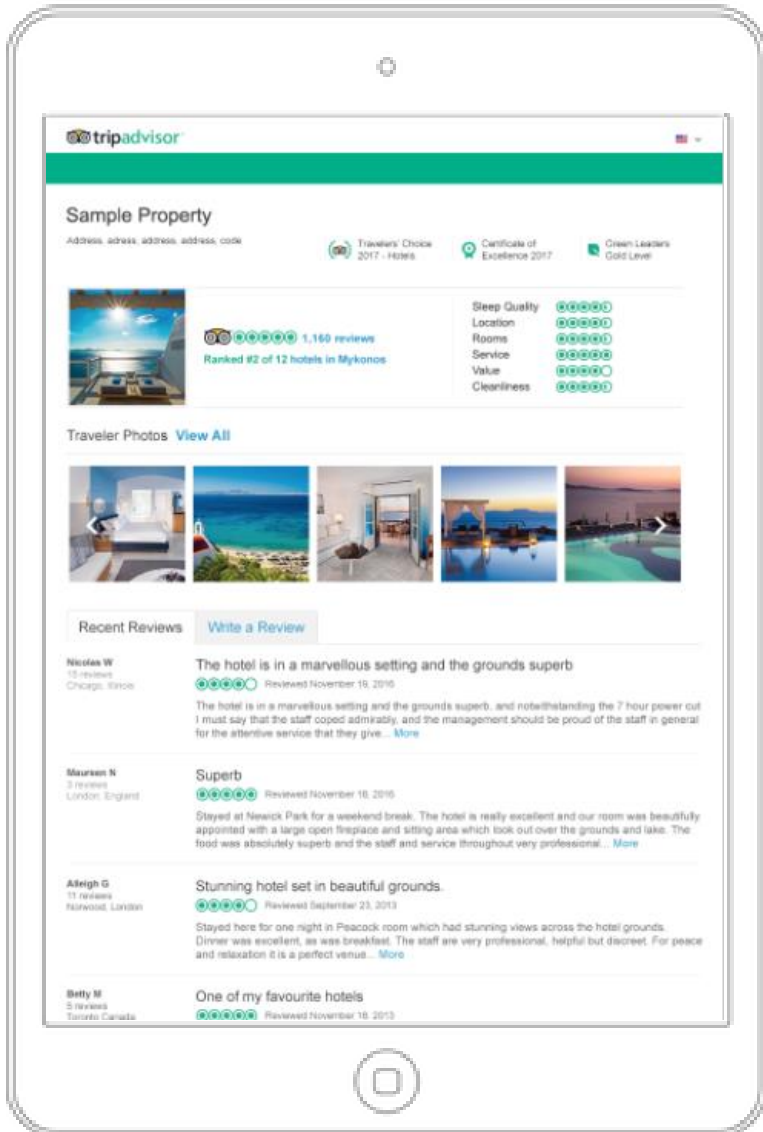 tripadvisor
Sample Property
Address, adress, address, address, code
Travelers' Choice
2017 - Hotels
Certificate of
Excellence 2017
Green Leaders
Gold Level
1,160 reviews
Ranked #2 of 12 hotels in Mykonos
Sleep Quality
Location
Rooms
Service
Value
Cleanliness
Traveler Photos View All
Recent Reviews Write a Review
Nicolas W
15 reviews
Chicago, Illinois
The hotel is in a marvellous setting and the grounds superb
Reviewed November 19, 2016
The hotel is in a marvellous setting and the grounds superb, and notwithstanding the 7 hour power cut
I must say that the staff coped admirably, and the management should be proud of the staff in general
for the attentive service that they give... More
Maureen N
3 reviews
London, England
Superb
Reviewed November 18, 2016
Stayed at Newick Park for a weekend break. The hotel is really excellent and our room was beautifully
appointed with a large open fireplace and sitting area which look out over the grounds and lake. The
food was absolutely superb and the staff and service throughout very professional... More
Alleigh G
11 reviews
Norwood, London
Stunning hotel set in beautiful grounds.
Reviewed September 23, 2013
Stayed here for one night in Peacock room which had stunning views across the hotel grounds.
Dinner was excellent, as was breakfast. The staff are very professional, helpful but discreet. For peace
and relaxation it is a perfect venue... More
Betty M
5 reviews
Toronto Canada
One of my favourite hotels
Reviewed November 18, 2013